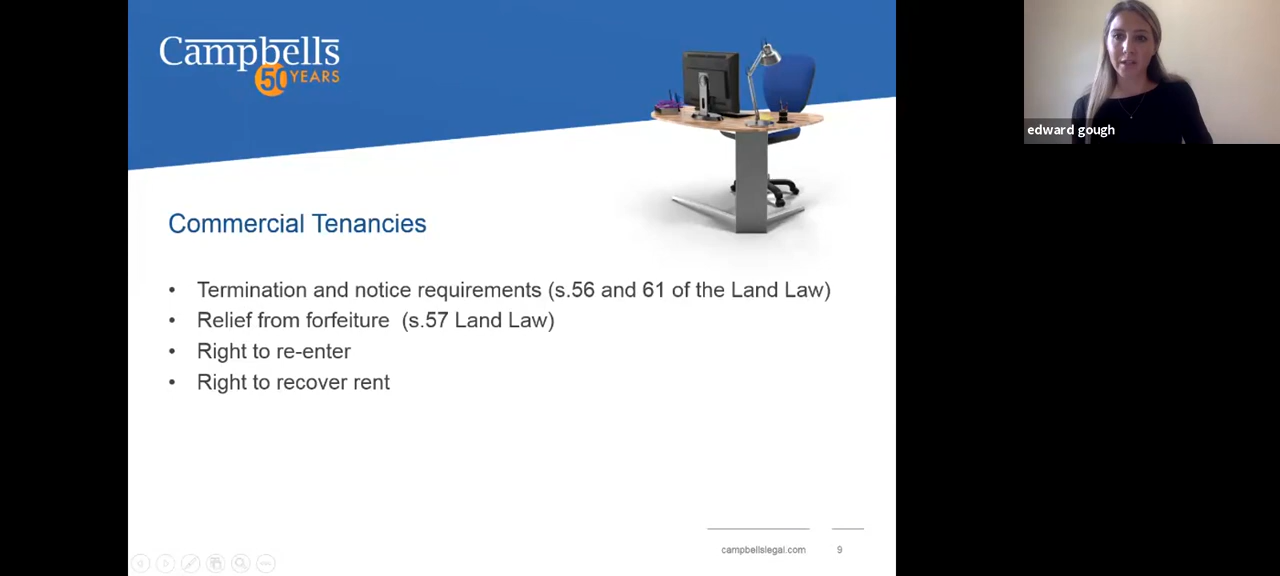 Campbells
50 YEARS
edward gough
Commercial Tenancies
• Termination and notice requirements (s.56 and 61 of the Land Law)
• Relief from forfeiture (s.57 Land Law)
• Right to re-enter
• Right to recover rent
campbellslegal.com 9